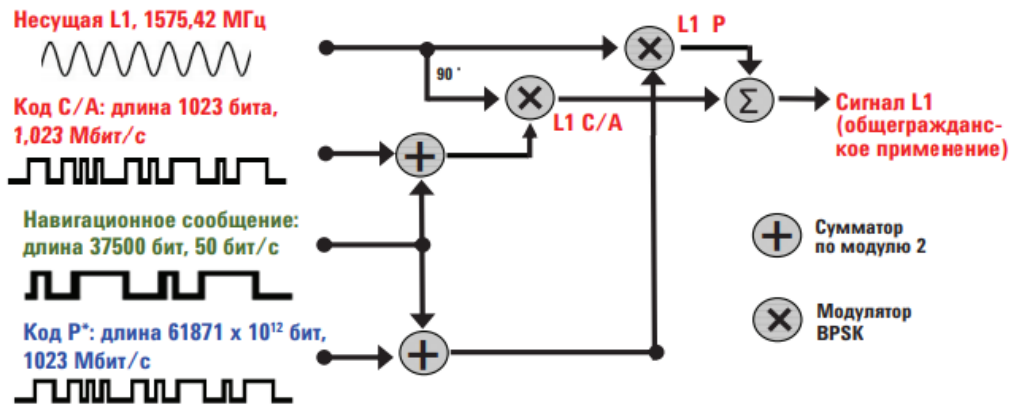 Несущая L1, 1575,42 МГц
L1 P
90 °
Код C/A: длина 1023 бита,
1,023 Мбит/с
L1 C/A
Σ
Сигнал L1
(общегражданс-
кое применение)
Навигационное сообщение:
длина 37500 бит, 50 бит/с
Сумматор
по модулю 2
Код P*: длина 61871 x 10¹² бит,
1023 Мбит/с
Модулятор
BPSK